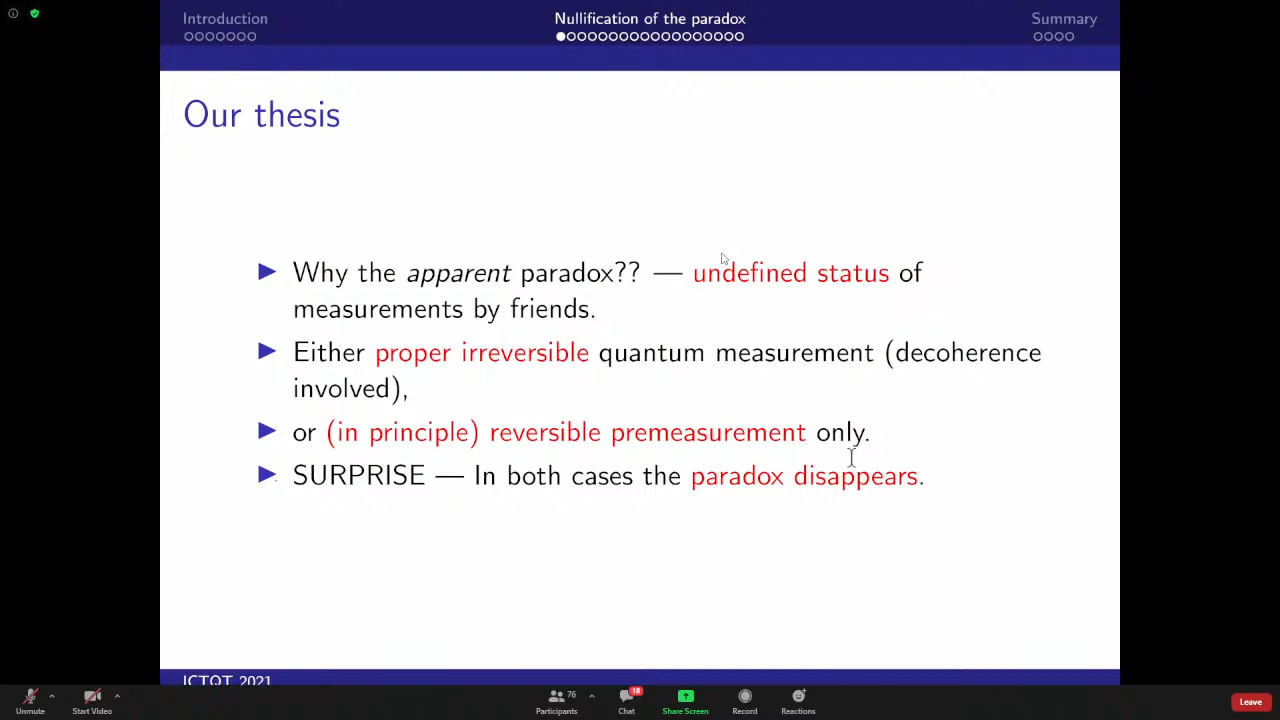 Introduction
Nullification of the paradox
Summary
Our thesis
Why the apparent paradox?? — undefined status of
measurements by friends.
Either proper irreversible quantum measurement (decoherence
involved),
or (in principle) reversible premeasurement only.
SURPRISE — In both cases the paradox disappears.
ICTQT 2021
Unmute
Start Video
76
Participants
18
Chat
Share Screen
Record
Reactions
Leave